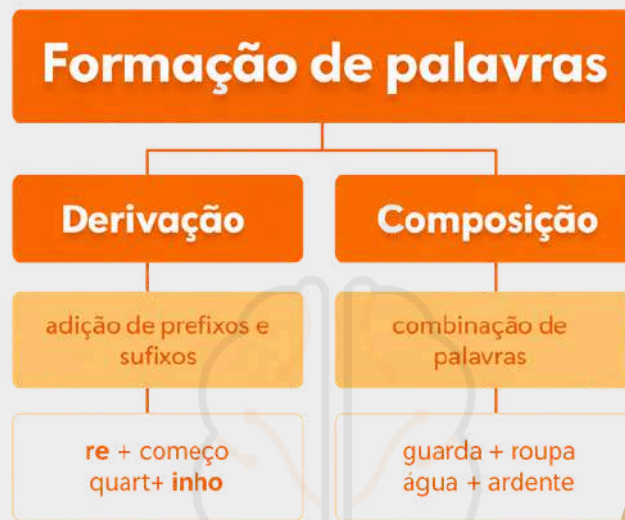 Formação de palavras
Derivação
adição de prefixos e
sufixos
re + começo
quart+ inho
Composição
combinação de
palavras
guarda + roupa
água + ardente